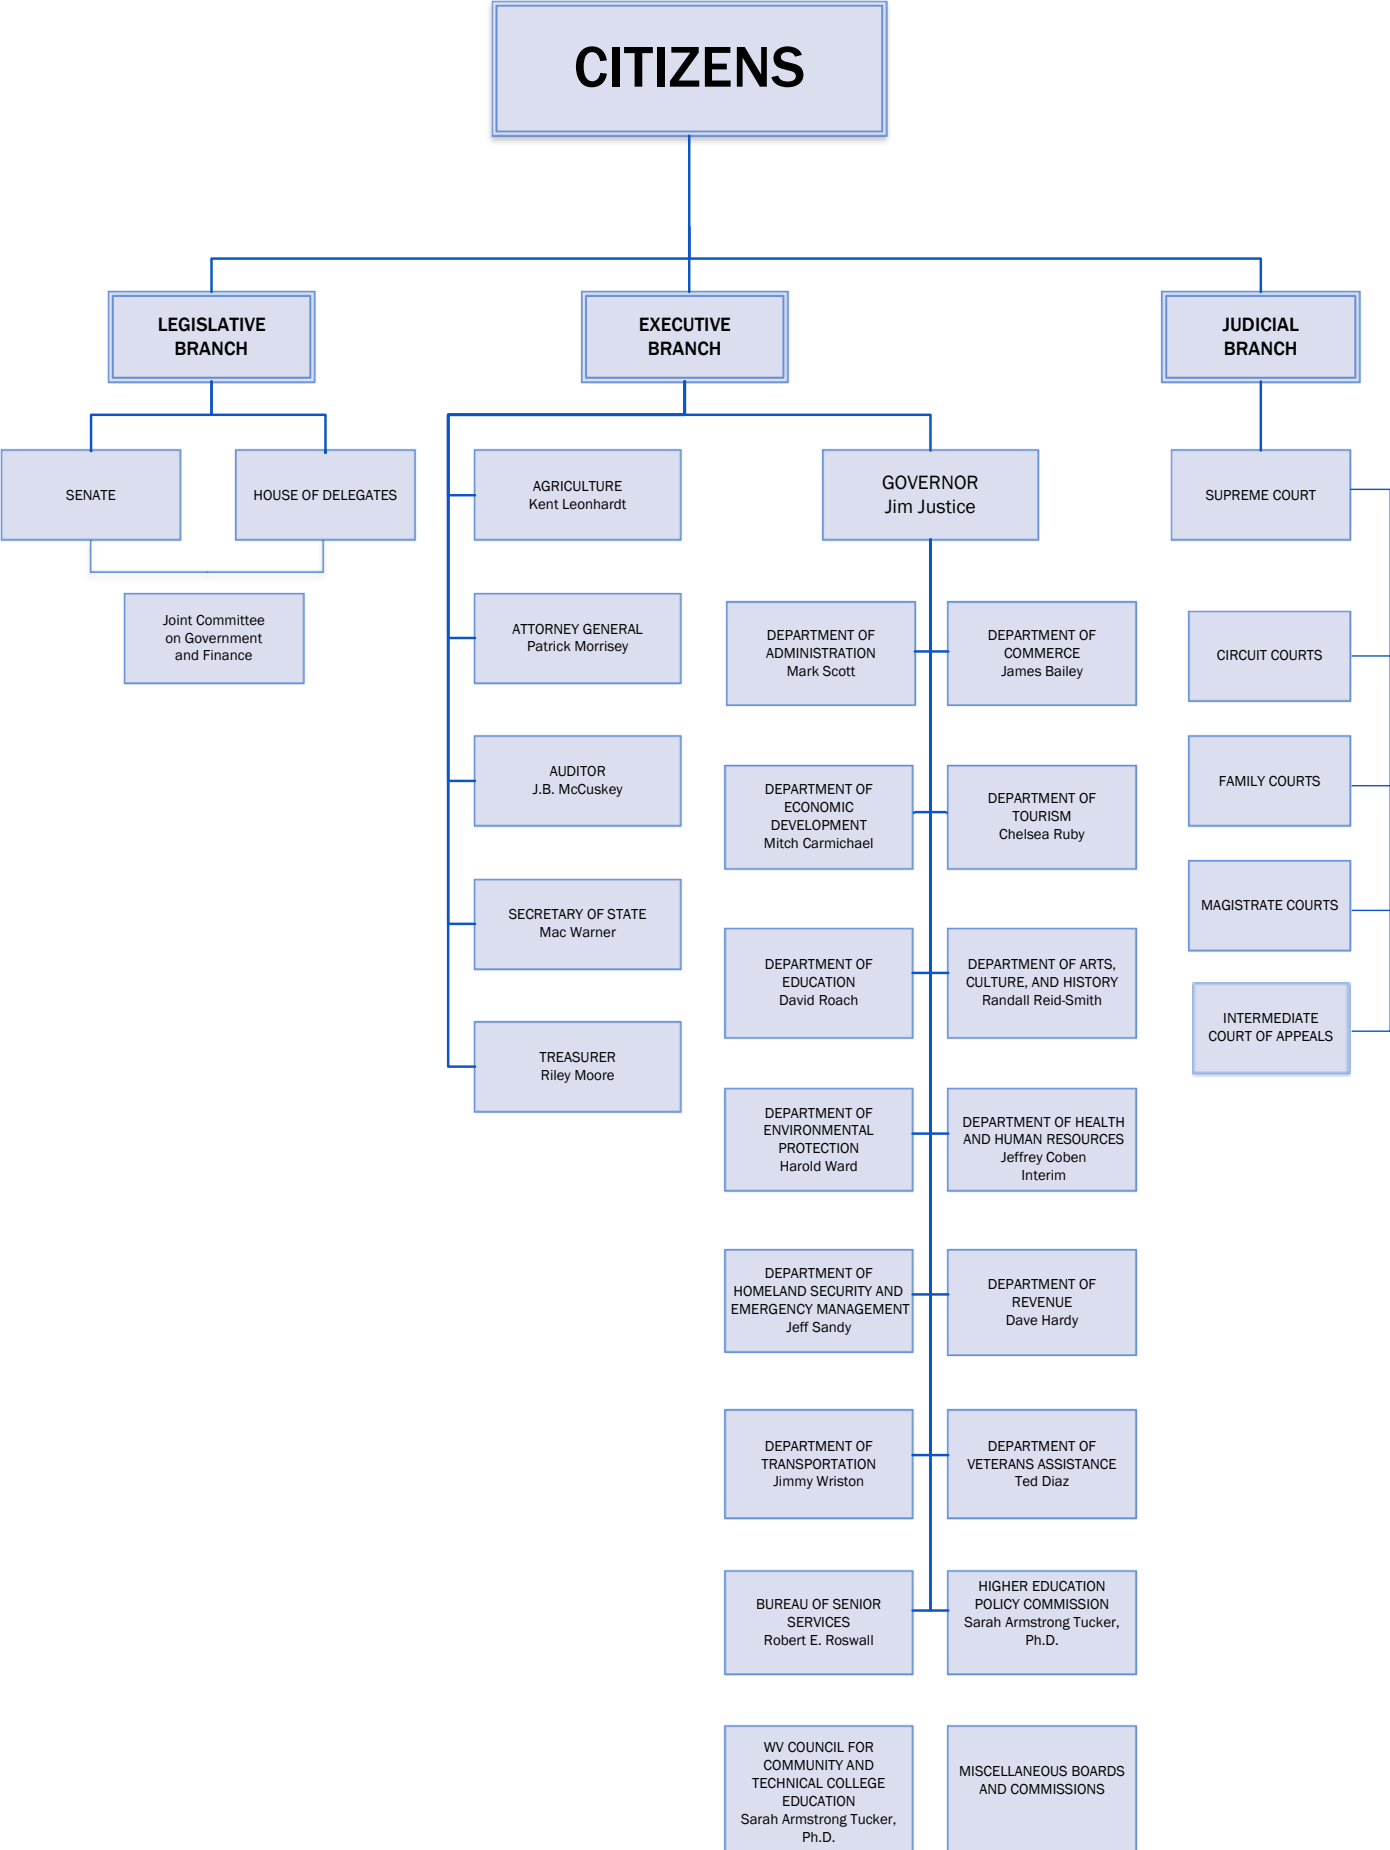 CITIZENS
LEGISLATIVE
BRANCH
EXECUTIVE
BRANCH
JUDICIAL
BRANCH
SENATE
HOUSE OF DELEGATES
Joint Committee
on Government
and Finance
AGRICULTURE
Kent Leonhardt
ATTORNEY GENERAL
Patrick Morrisey
AUDITOR
J.B. McCuskey
SECRETARY OF STATE
Mac Warner
TREASURER
Riley Moore
GOVERNOR
Jim Justice
DEPARTMENT OF
ADMINISTRATION
Mark Scott
DEPARTMENT OF
COMMERCE
James Bailey
DEPARTMENT OF
ECONOMIC
DEVELOPMENT
Mitch Carmichael
DEPARTMENT OF
TOURISM
Chelsea Ruby
DEPARTMENT OF
EDUCATION
David Roach
DEPARTMENT OF ARTS,
CULTURE, AND HISTORY
Randall Reid-Smith
DEPARTMENT OF
ENVIRONMENTAL
PROTECTION
Harold Ward
DEPARTMENT OF HEALTH
AND HUMAN RESOURCES
Jeffrey Coben
Interim
DEPARTMENT OF
HOMELAND SECURITY AND
EMERGENCY MANAGEMENT
Jeff Sandy
DEPARTMENT OF
REVENUE
Dave Hardy
DEPARTMENT OF
TRANSPORTATION
Jimmy Wriston
DEPARTMENT OF
VETERANS ASSISTANCE
Ted Diaz
BUREAU OF SENIOR
SERVICES
Robert E. Roswall
HIGHER EDUCATION
POLICY COMMISSION
Sarah Armstrong Tucker,
Ph.D.
WV COUNCIL FOR
COMMUNITY AND
TECHNICAL COLLEGE
EDUCATION
Sarah Armstrong Tucker,
Ph.D.
MISCELLANEOUS BOARDS
AND COMMISSIONS
SUPREME COURT
CIRCUIT COURTS
FAMILY COURTS
MAGISTRATE COURTS
INTERMEDIATE
COURT OF APPEALS